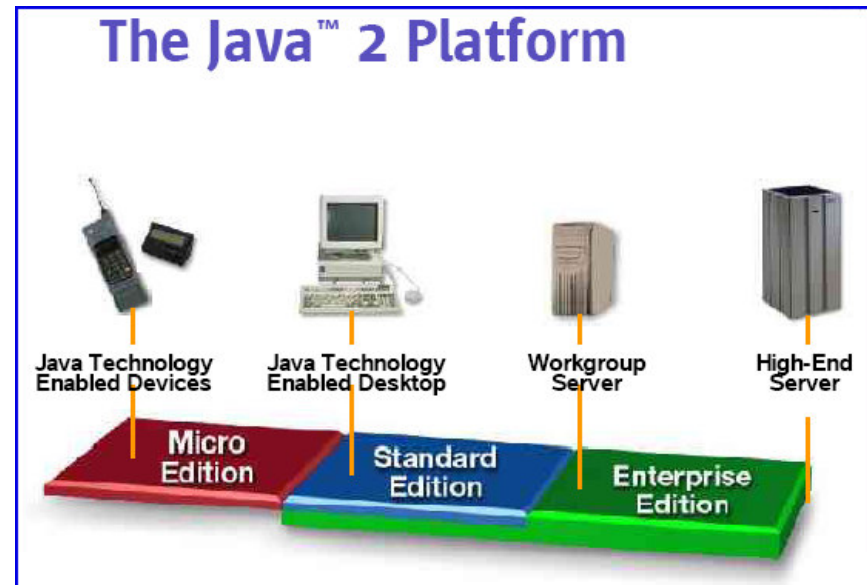 The Java™ 2 Platform
Java Technology
Enabled Devices
Java Technology
Enabled Desktop
Workgroup
Server
High-End
Server
Micro
Edition
Standard
Edition
Enterprise
Edition